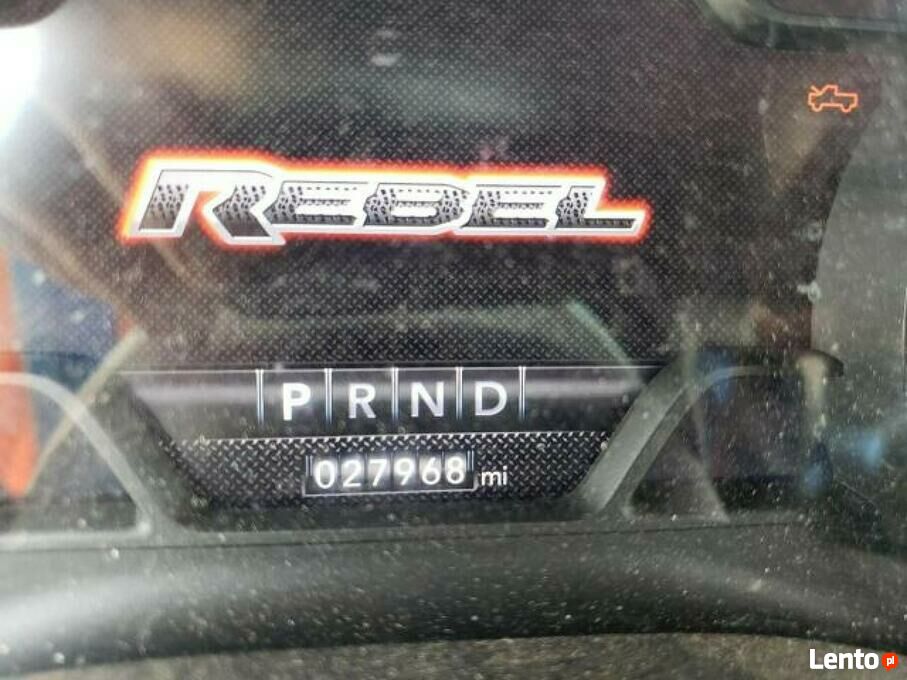 REBEL
P R N D
027968 mi
Lento.pl